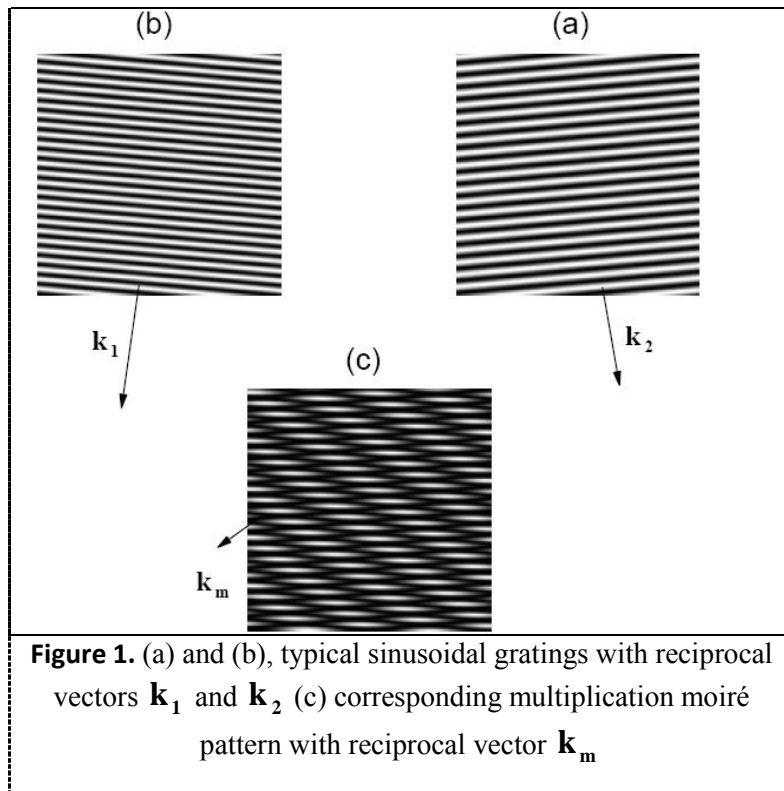 (b) (a)
k₁
k₂
(c)
kₘ
Figure 1. (a) and (b), typical sinusoidal gratings with reciprocal
vectors k₁ and k₂ (c) corresponding multiplication moiré
pattern with reciprocal vector kₘ